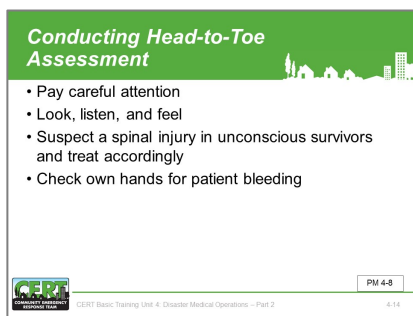 Conducting Head-to-Toe
Assessment
• Pay careful attention
• Look, listen, and feel
• Suspect a spinal injury in unconscious survivors
and treat accordingly
• Check own hands for patient bleeding
PM 4-8
CERT
COMMUNITY EMERGENCY
RESPONSE TEAM
CERT Basic Training Unit 4: Disaster Medical Operations – Part 2
4-14